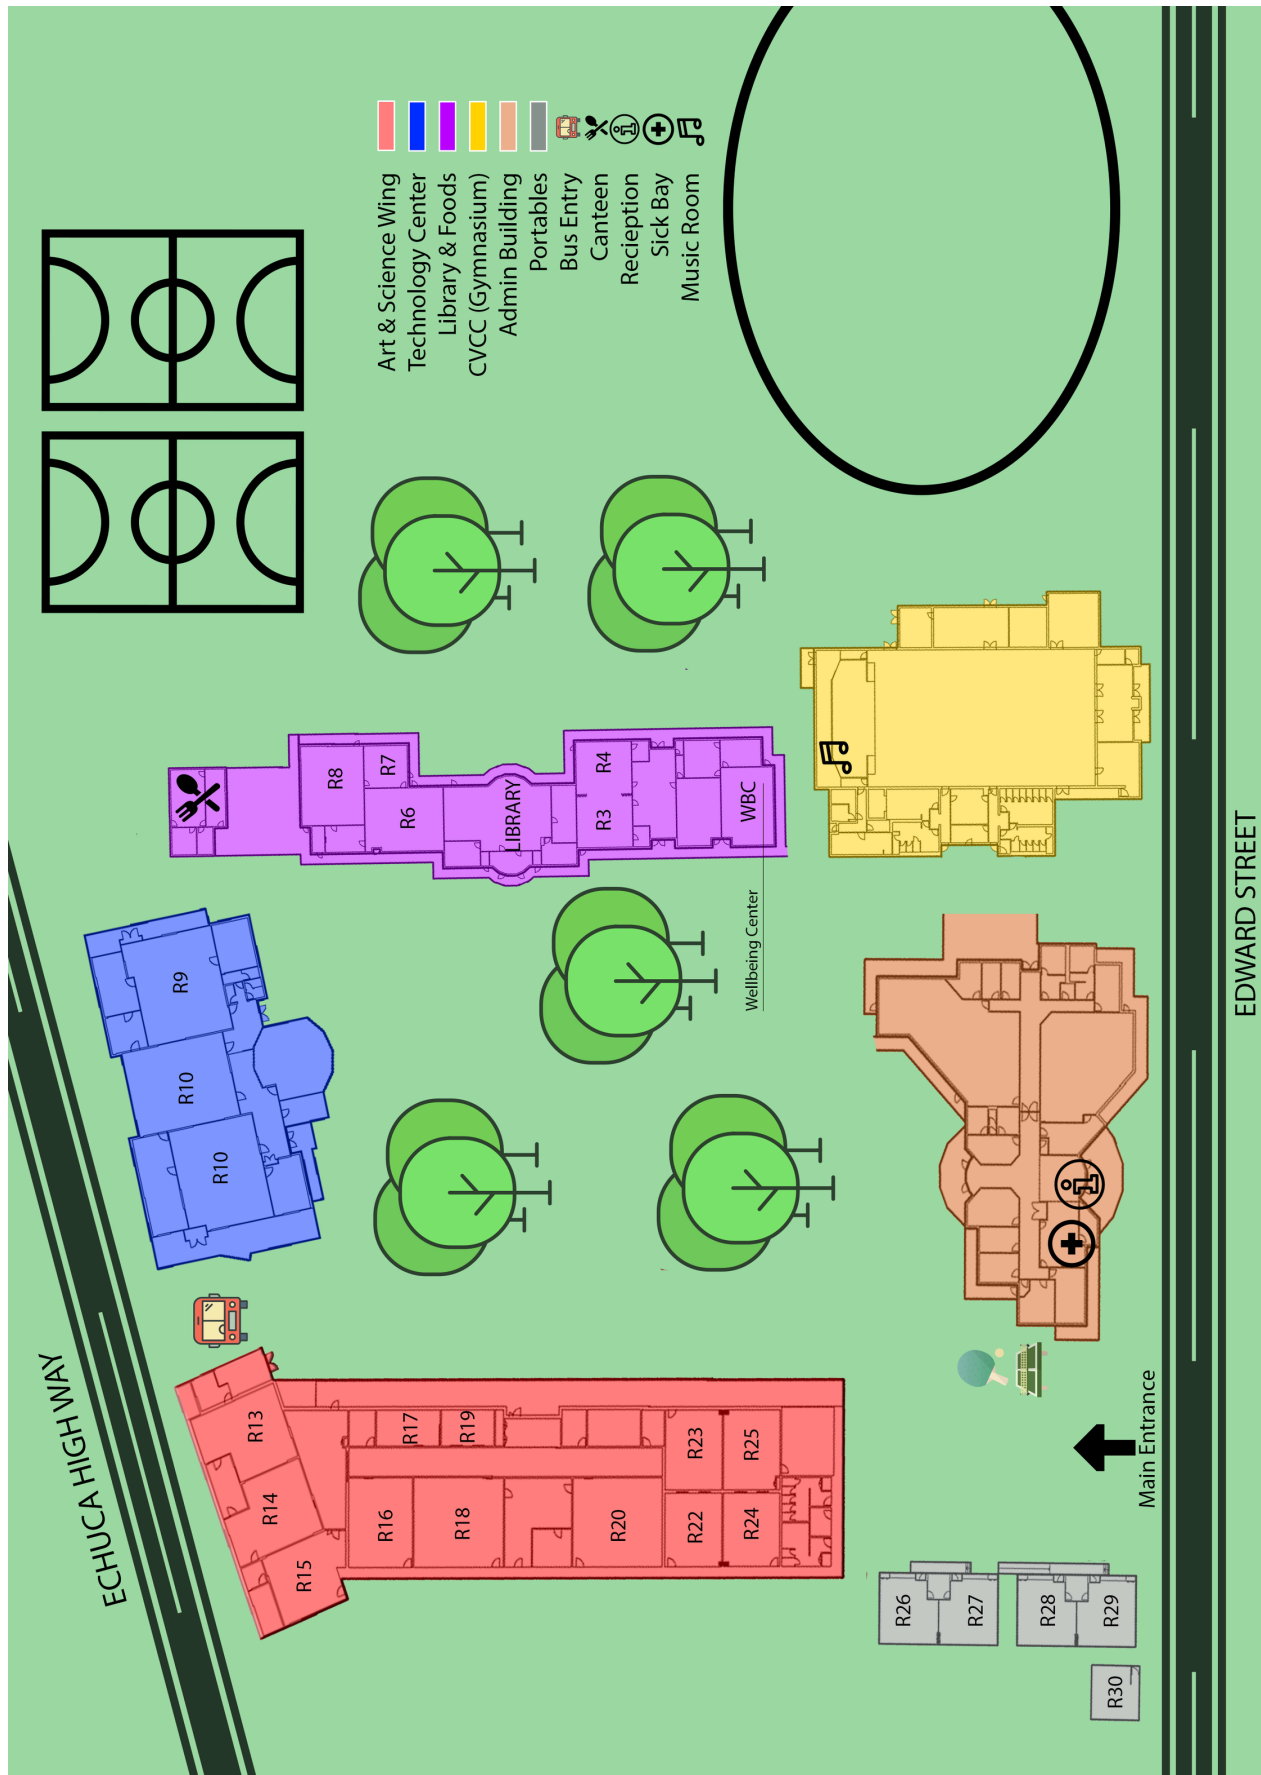 Art & Science Wing
Technology Center
Library & Foods
CVCC (Gymnasium)
Admin Building
Portables
Bus Entry
Canteen
Recieption
Sick Bay
Music Room
R8
R7
R6
LIBRARY
R4
R3
WBC
Wellbeing Center
R9
R10
R10
R13
R14
R15
R17
R19
R16
R18
R20
R23
R25
R22
R24
R26
R27
R28
R29
R30
Main Entrance
ECHUCA HIGH WAY
EDWARD STREET